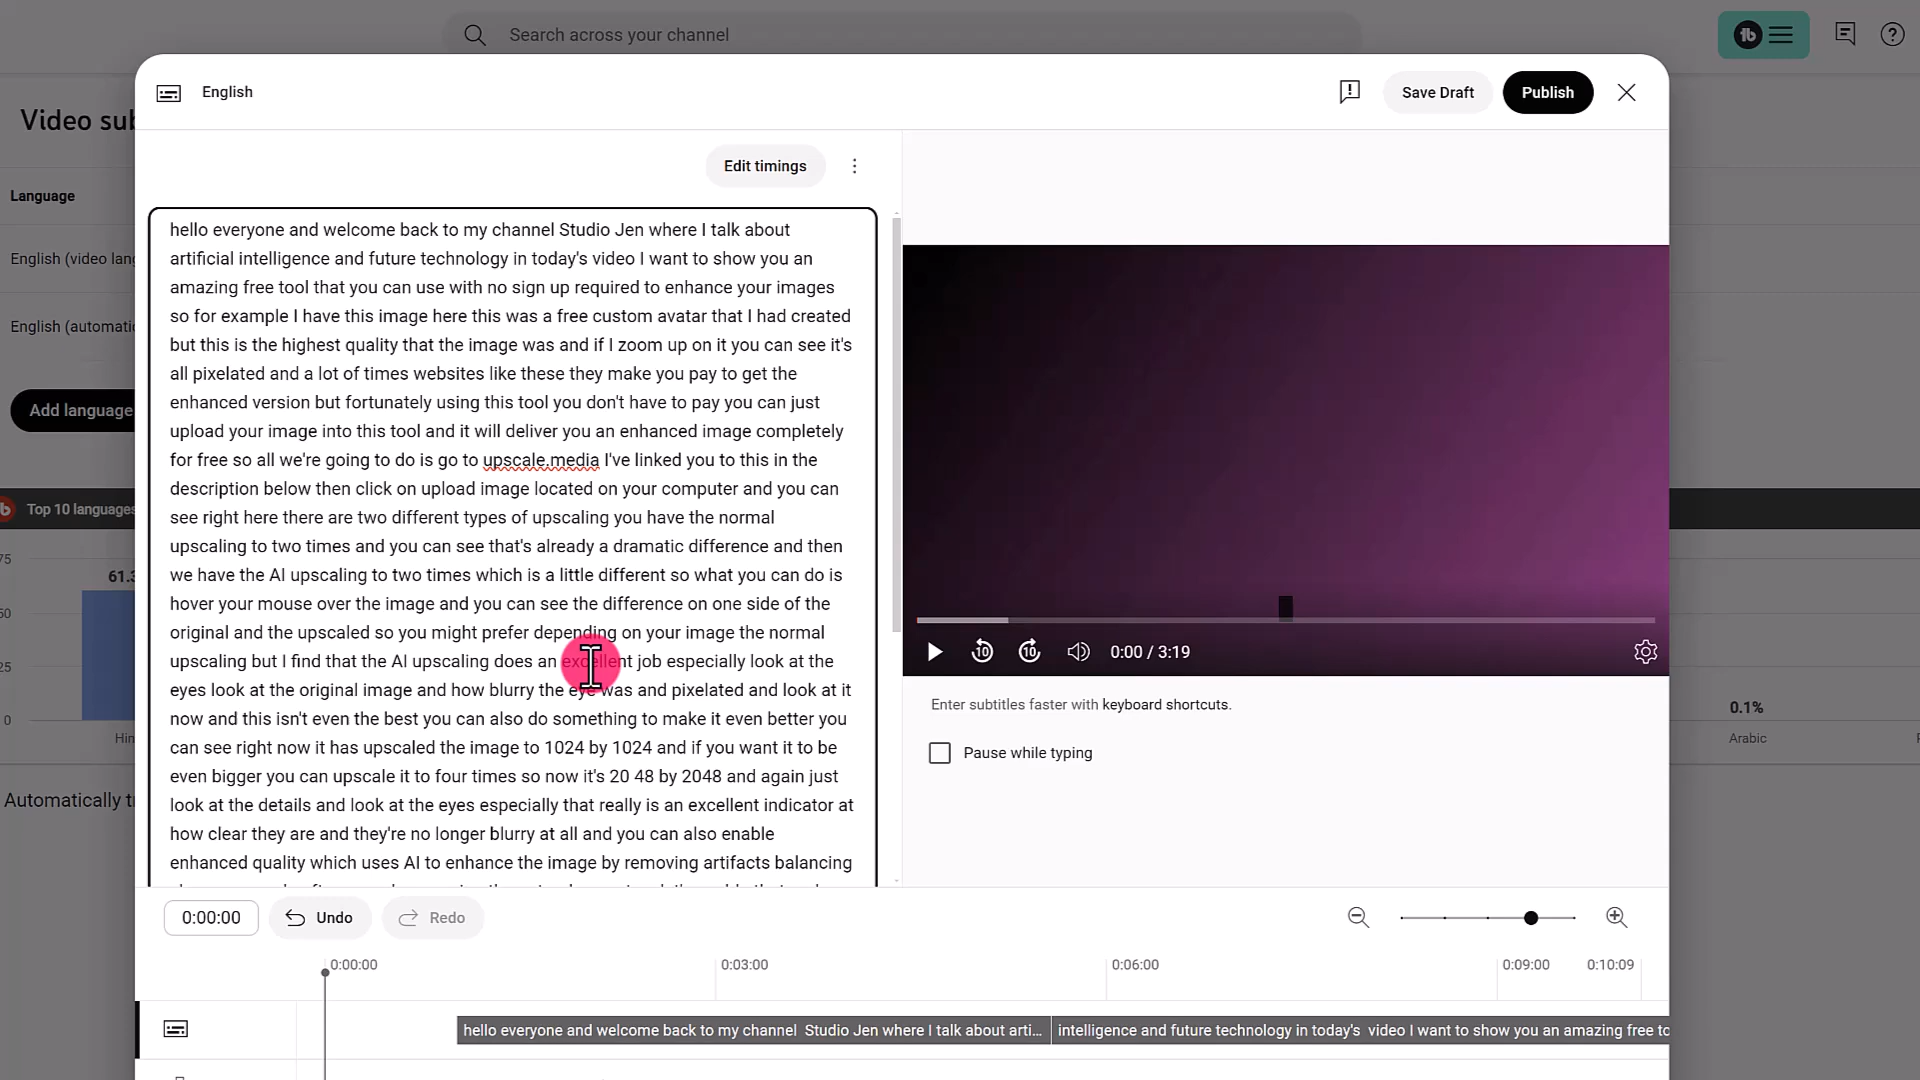 Search across your channel
English
Save Draft
Publish
Video sub
Language
English (video lang
English (automatic
Add language
Top 10 languages
75
61.3
50
25
0
Hin
Automatically t
Edit timings
hello everyone and welcome back to my channel Studio Jen where I talk about
artificial intelligence and future technology in today's video I want to show you an
amazing free tool that you can use with no sign up required to enhance your images
so for example I have this image here this was a free custom avatar that I had created
but this is the highest quality that the image was and if I zoom up on it you can see it's
all pixelated and a lot of times websites like these they make you pay to get the
enhanced version but fortunately using this tool you don't have to pay you can just
upload your image into this tool and it will deliver you an enhanced image completely
for free so all we're going to do is go to upscale.media I've linked you to this in the
description below then click on upload image located on your computer and you can
see right here there are two different types of upscaling you have the normal
upscaling to two times and you can see that's already a dramatic difference and then
we have the AI upscaling to two times which is a little different so what you can do is
hover your mouse over the image and you can see the difference on one side of the
original and the upscaled so you might prefer depending on your image the normal
upscaling but I find that the AI upscaling does an excellent job especially look at the
eyes look at the original image and how blurry the eye was and pixelated and look at it
now and this isn't even the best you can also do something to make it even better you
can see right now it has upscaled the image to 1024 by 1024 and if you want it to be
even bigger you can upscale it to four times so now it's 20 48 by 2048 and again just
look at the details and look at the eyes especially that really is an excellent indicator at
how clear they are and they're no longer blurry at all and you can also enable
enhanced quality which uses AI to enhance the image by removing artifacts balancing
10
10
0:00 / 3:19
Enter subtitles faster with keyboard shortcuts.
Pause while typing
0.1%
Arabic
0:00:00
Undo
Redo
0:00:00
0:03:00
0:06:00
0:09:00
0:10:09
hello everyone and welcome back to my channel Studio Jen where I talk about arti...
intelligence and future technology in today's video I want to show you an amazing free to